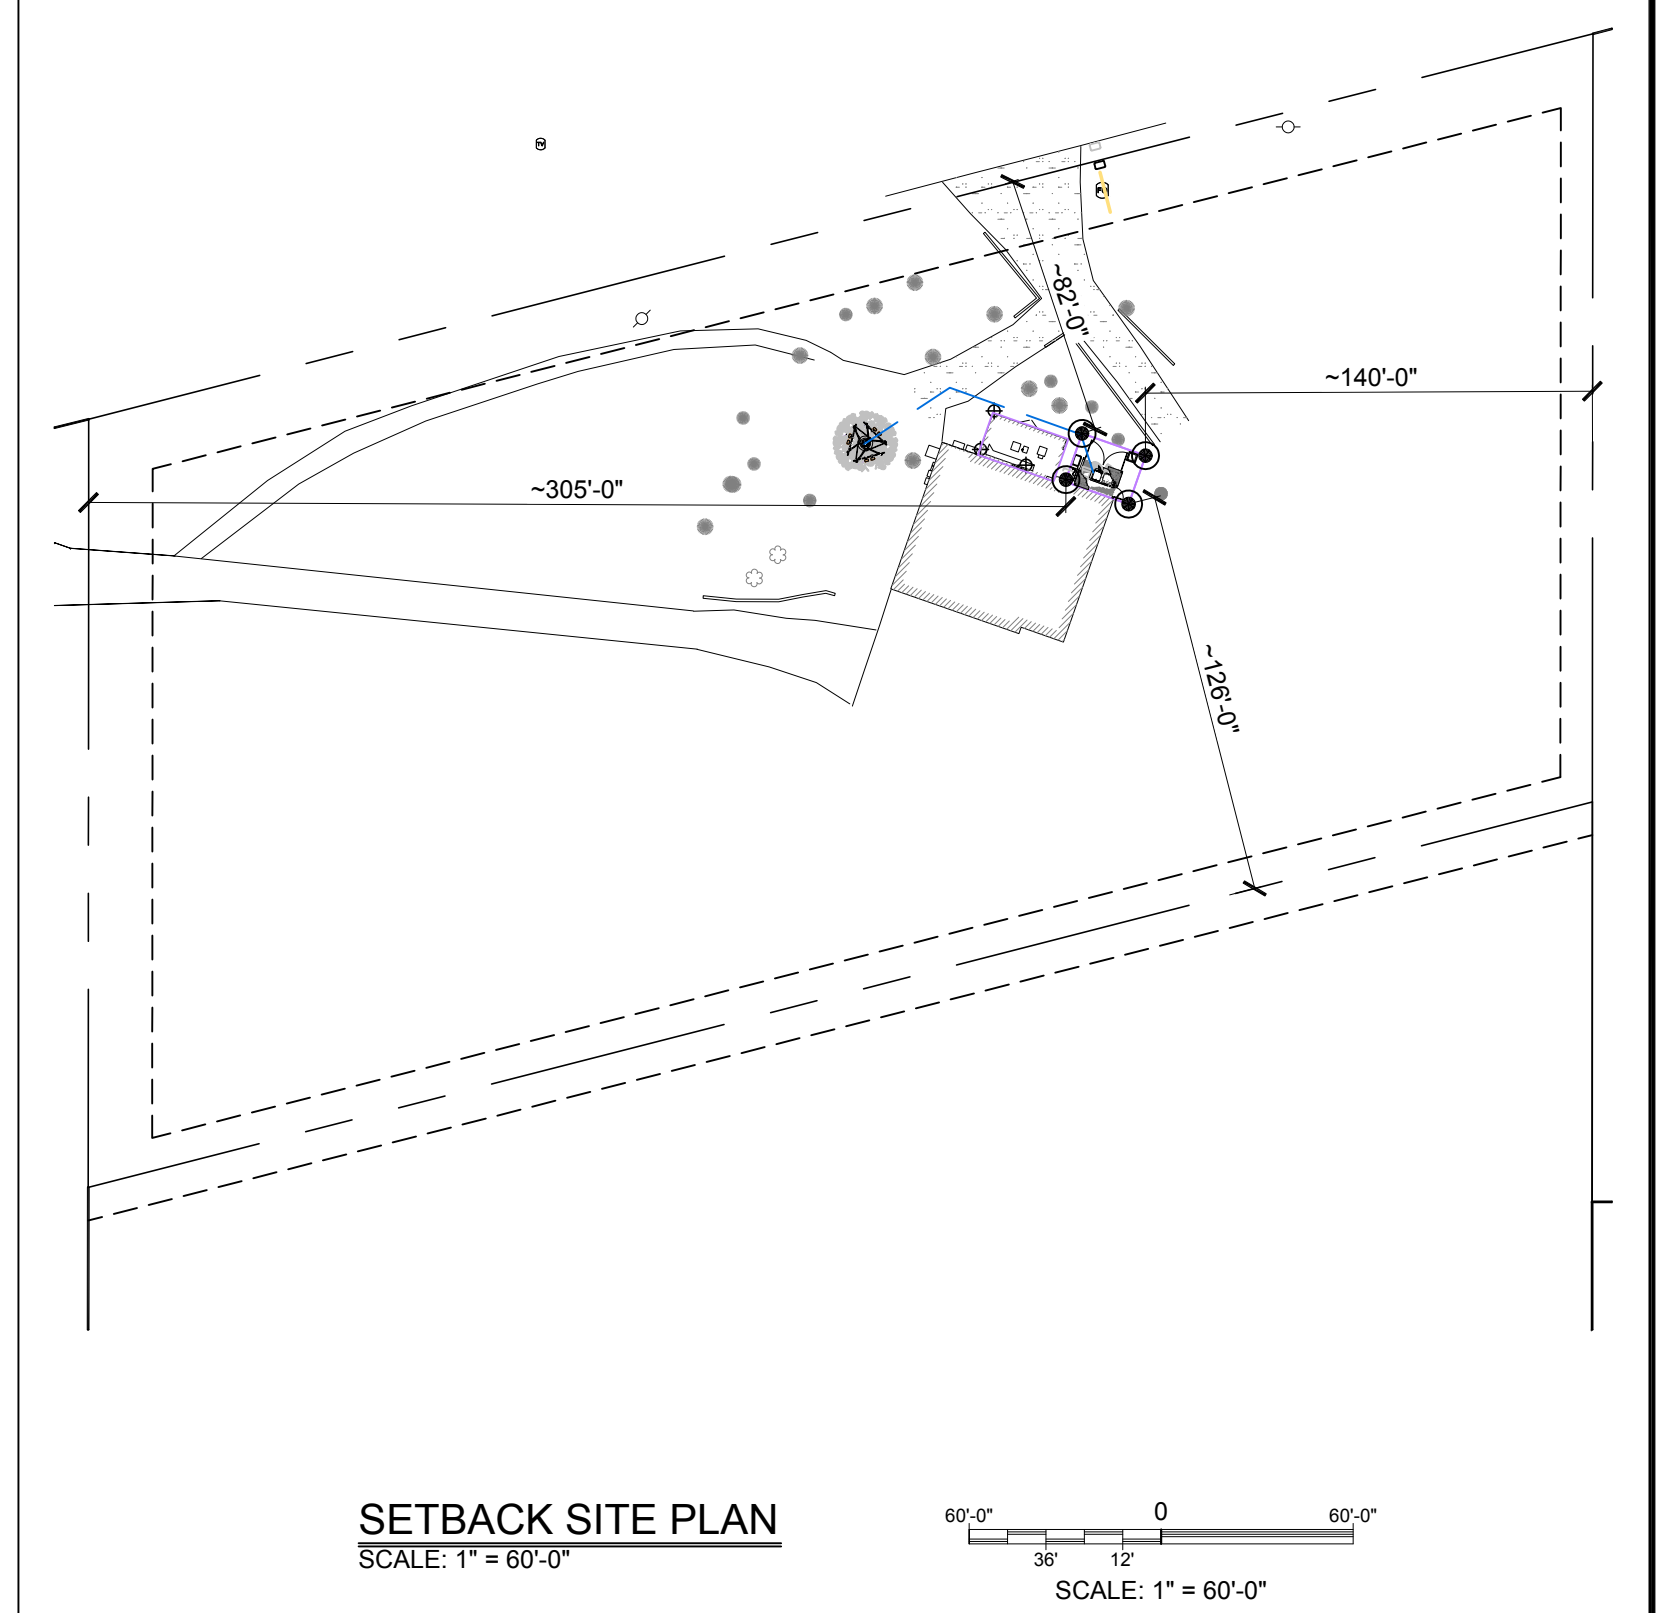 TV
~82'-0"
~140'-0"
~305'-0"
~126'-0"
SETBACK SITE PLAN
SCALE: 1" = 60'-0"
60'-0" 0 60'-0"
36' 12'
SCALE: 1" = 60'-0"